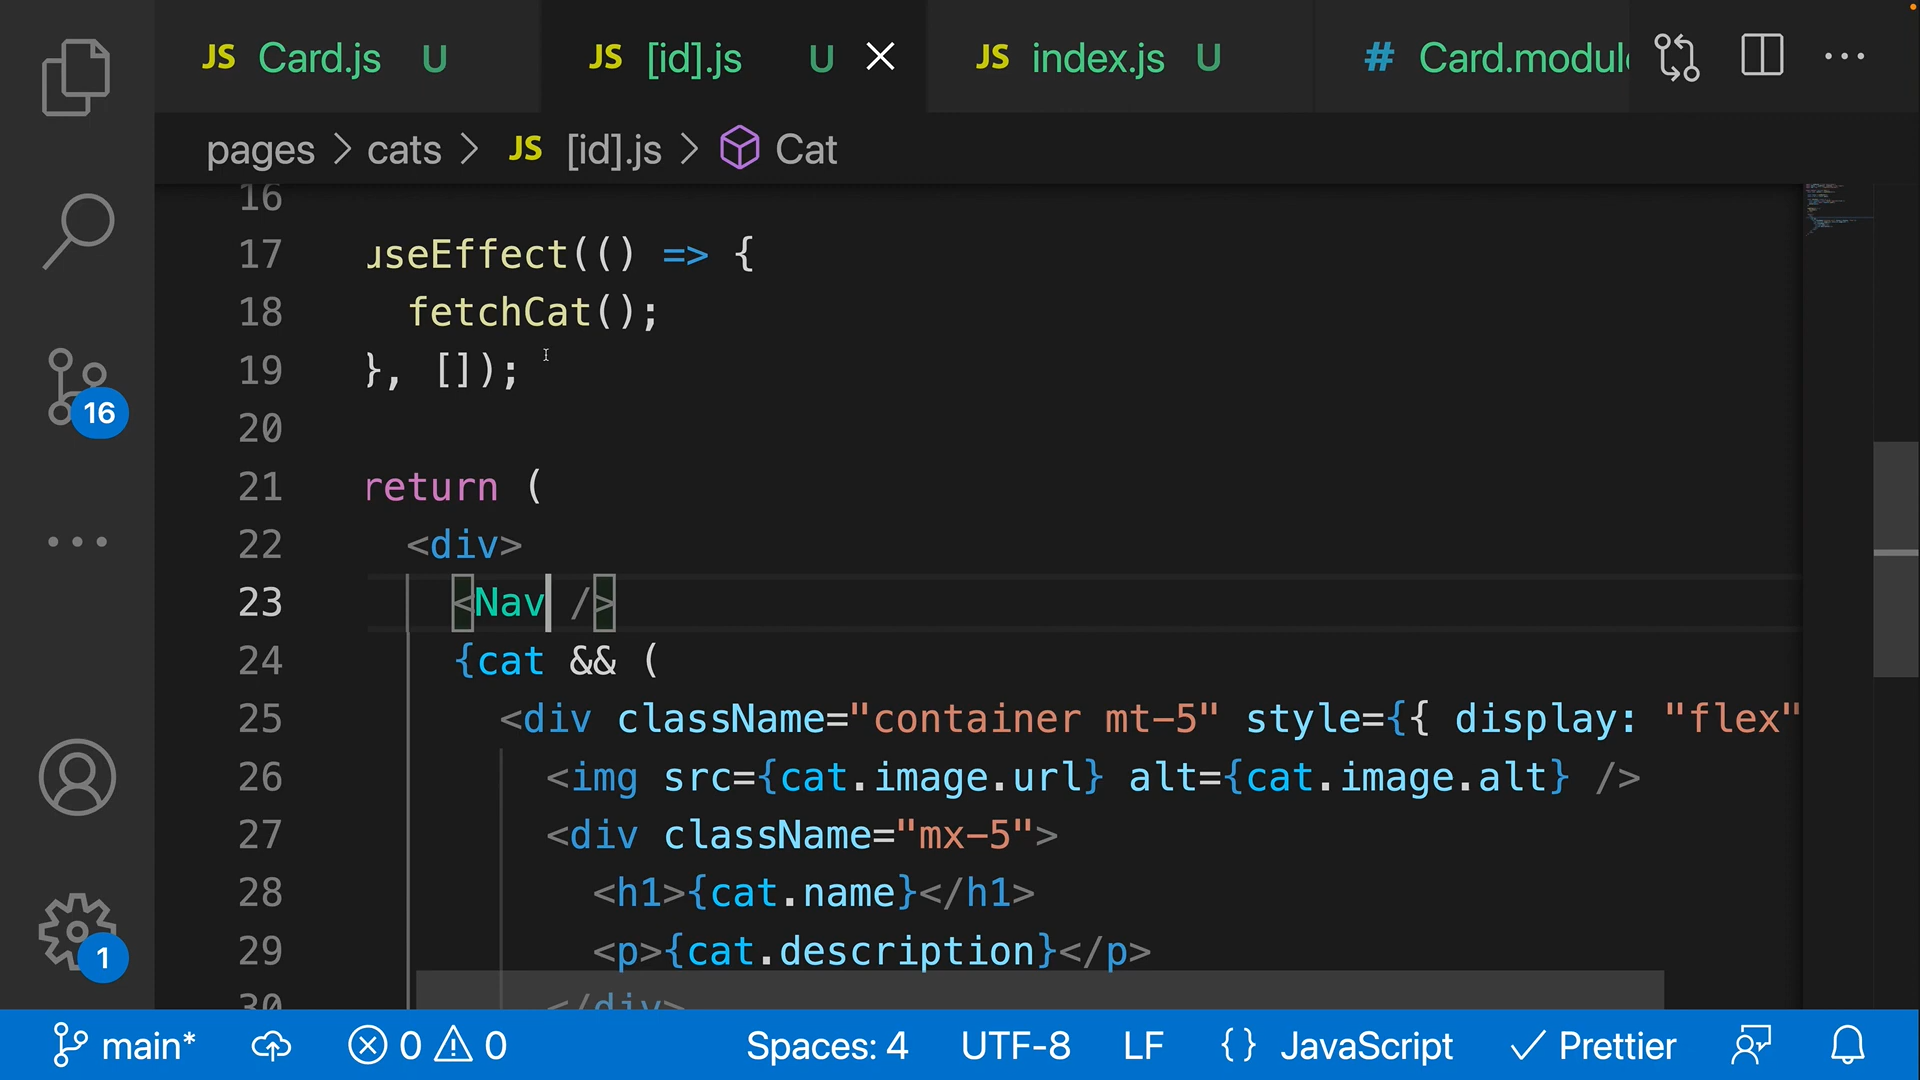 JS Card.js U JS [id].js U JS index.js U # Card.module
pages > cats > JS [id].js > Cat
16
17 useEffect(() => {
18 fetchCat();
19 }, []);
20
21 return (
22 <div>
23 <Nav />
24 {cat && (
25 <div className="container mt-5" style={{ display: "flex"
26 <img src={cat.image.url} alt={cat.image.alt} />
27 <div className="mx-5">
28 <h1>{cat.name}</h1>
29 <p>{cat.description}</p>
30 </div>
16
1
main* 0 0 Spaces: 4 UTF-8 LF {} JavaScript Prettier